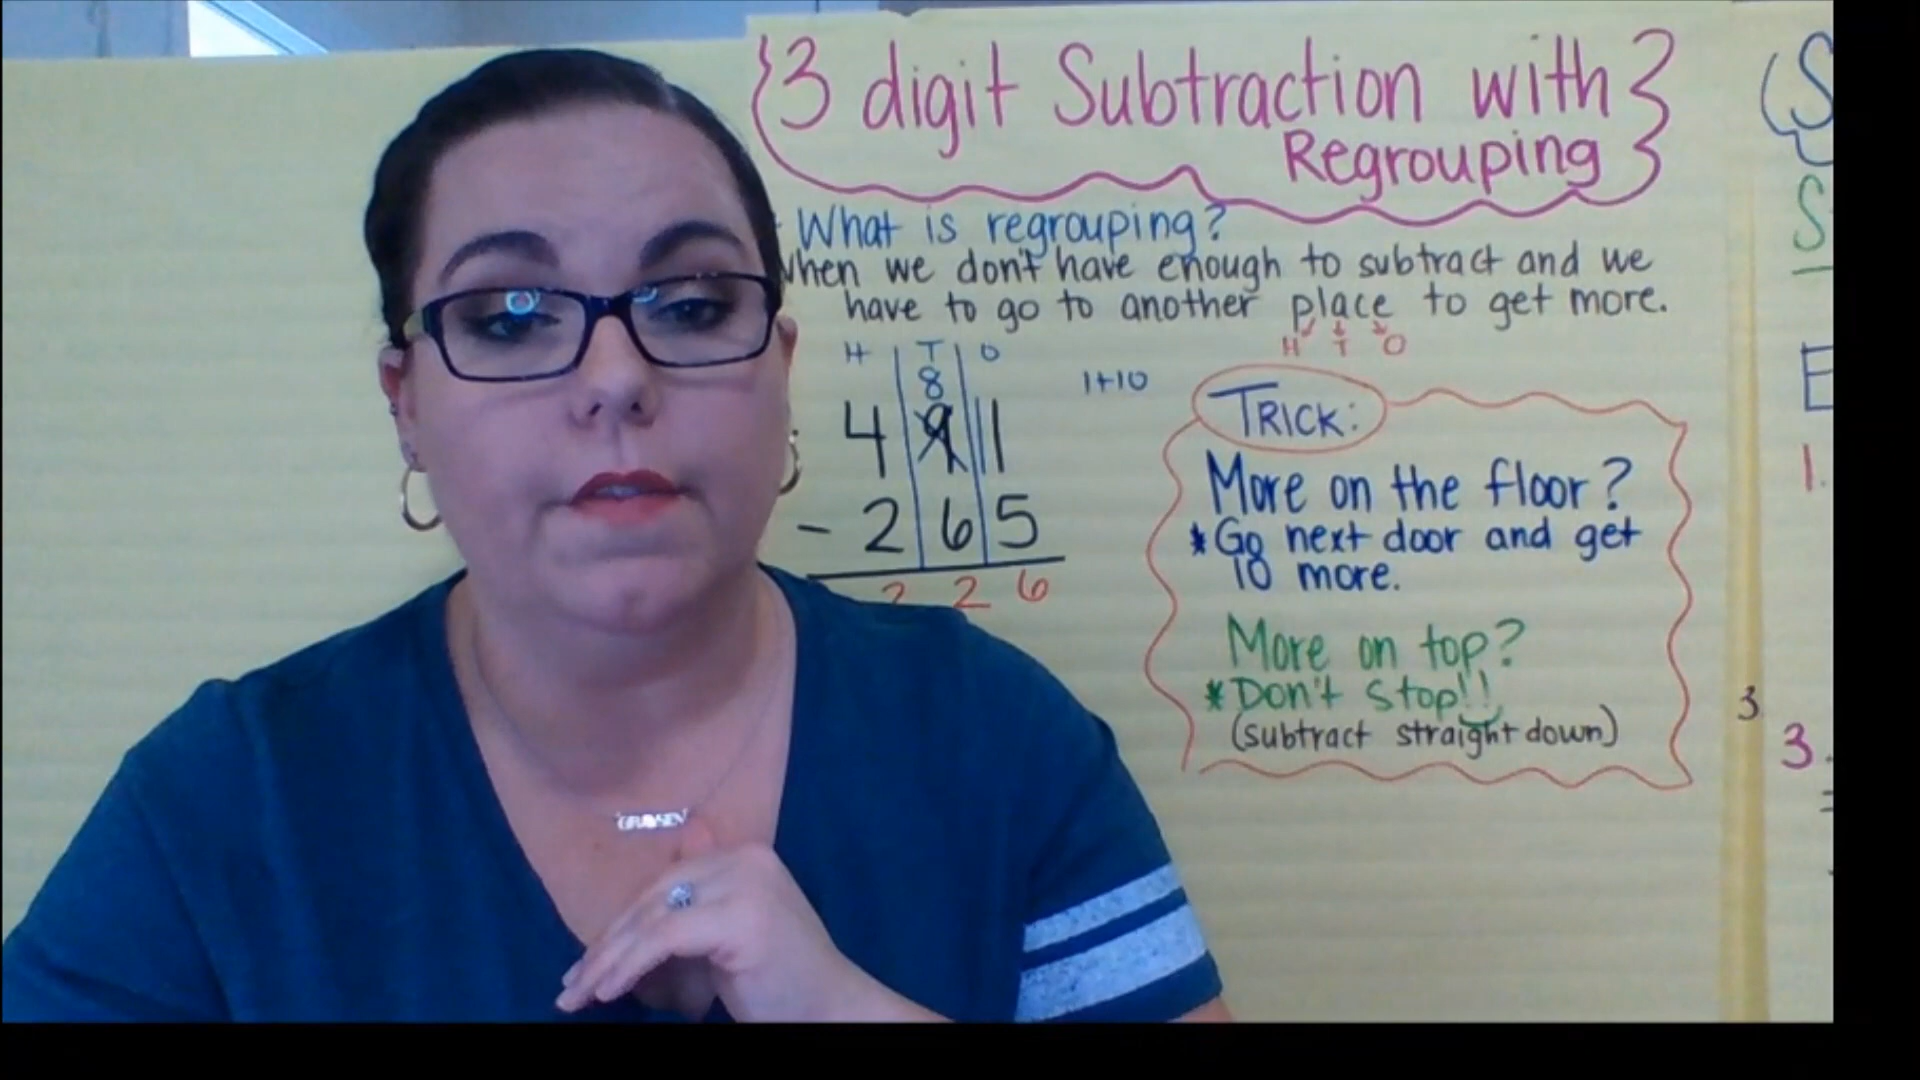 3 digit Subtraction with
Regrouping
What is regrouping?
When we don't have enough to subtract and we
have to go to another place to get more.
H T O
H T O
8
1+10
4 9 11
- 2 6 5
2 2 6
TRICK:
More on the floor?
* Go next door and get
10 more.
More on top?
* Don't stop!!
(subtract straight down)
(S
S
E
1.
3
3.